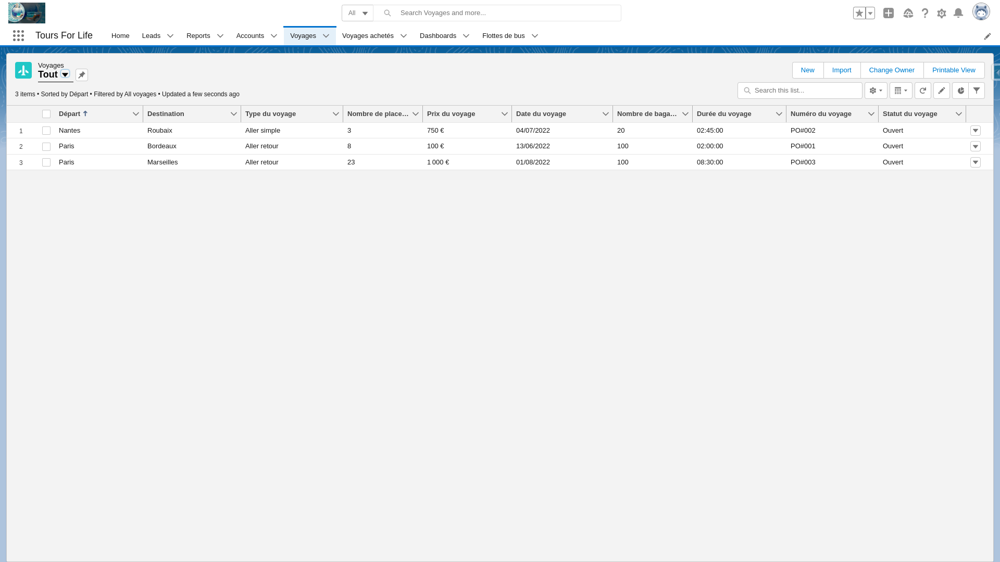 All
Search Voyages and more...
Tours For Life
Home
Leads
Reports
Accounts
Voyages
Voyages achetés
Dashboards
Flottes de bus
Voyages
Tout
New
Import
Change Owner
Printable View
3 items • Sorted by Départ • Filtered by All voyages • Updated a few seconds ago
Search this list...
Départ
Destination
Type du voyage
Nombre de place...
Prix du voyage
Date du voyage
Nombre de baga...
Durée du voyage
Numéro du voyage
Statut du voyage
1 Nantes Roubaix Aller simple 3 750 € 04/07/2022 20 02:45:00 PO#002 Ouvert
2 Paris Bordeaux Aller retour 8 100 € 13/06/2022 100 02:00:00 PO#001 Ouvert
3 Paris Marseilles Aller retour 23 1 000 € 01/08/2022 100 08:30:00 PO#003 Ouvert